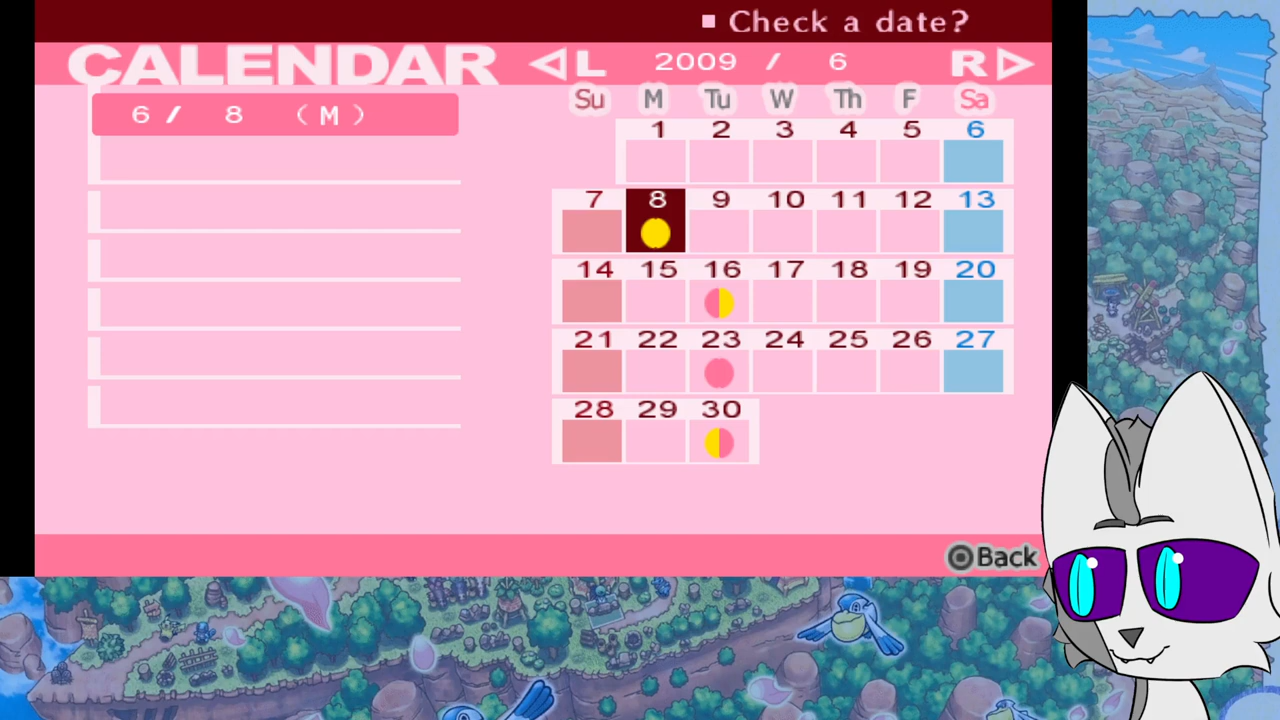 Check a date?
CALENDAR
L 2009 / 6 R
6 / 8 (M)
Su M Tu W Th F Sa
1 2 3 4 5 6
7 8 9 10 11 12 13
14 15 16 17 18 19 20
21 22 23 24 25 26 27
28 29 30
Back